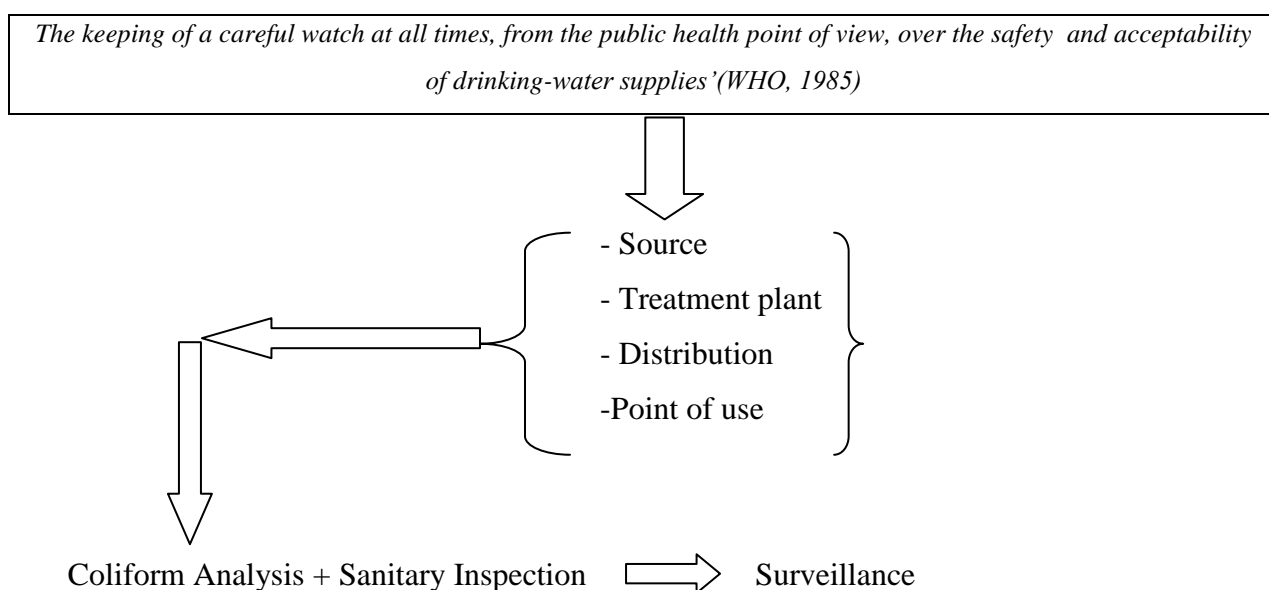 The keeping of a careful watch at all times, from the public health point of view, over the safety and acceptability
of drinking-water supplies’(WHO, 1985)
- Source
- Treatment plant
- Distribution
-Point of use
Coliform Analysis + Sanitary Inspection Surveillance